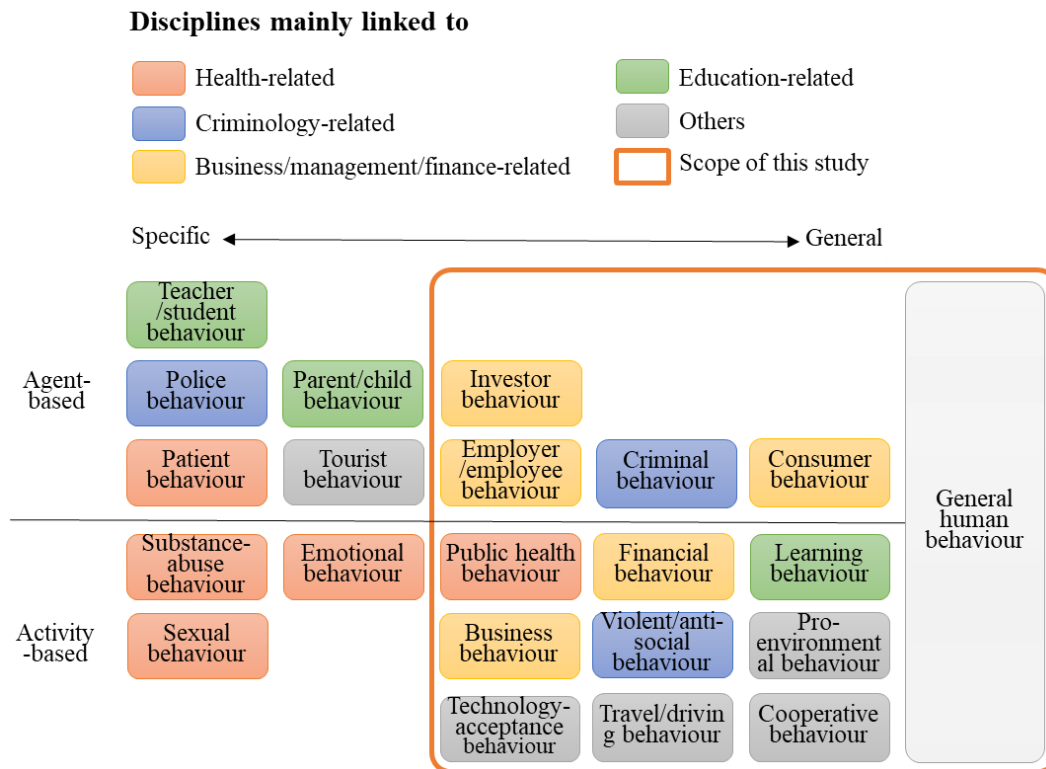 Disciplines mainly linked to
Health-related
Education-related
Criminology-related
Others
Business/management/finance-related
Scope of this study
Specific
General
Teacher
/student
behaviour
Agent-
based
Police
behaviour
Parent/child
behaviour
Investor
behaviour
Patient
behaviour
Tourist
behaviour
Employer
/employee
behaviour
Criminal
behaviour
Consumer
behaviour
General
human
behaviour
Activity
-based
Substance-
abuse
behaviour
Emotional
behaviour
Public health
behaviour
Financial
behaviour
Learning
behaviour
Sexual
behaviour
Business
behaviour
Violent/anti-
social
behaviour
Pro-
environment
al behaviour
Technology-
acceptance
behaviour
Travel/drivin
g behaviour
Cooperative
behaviour